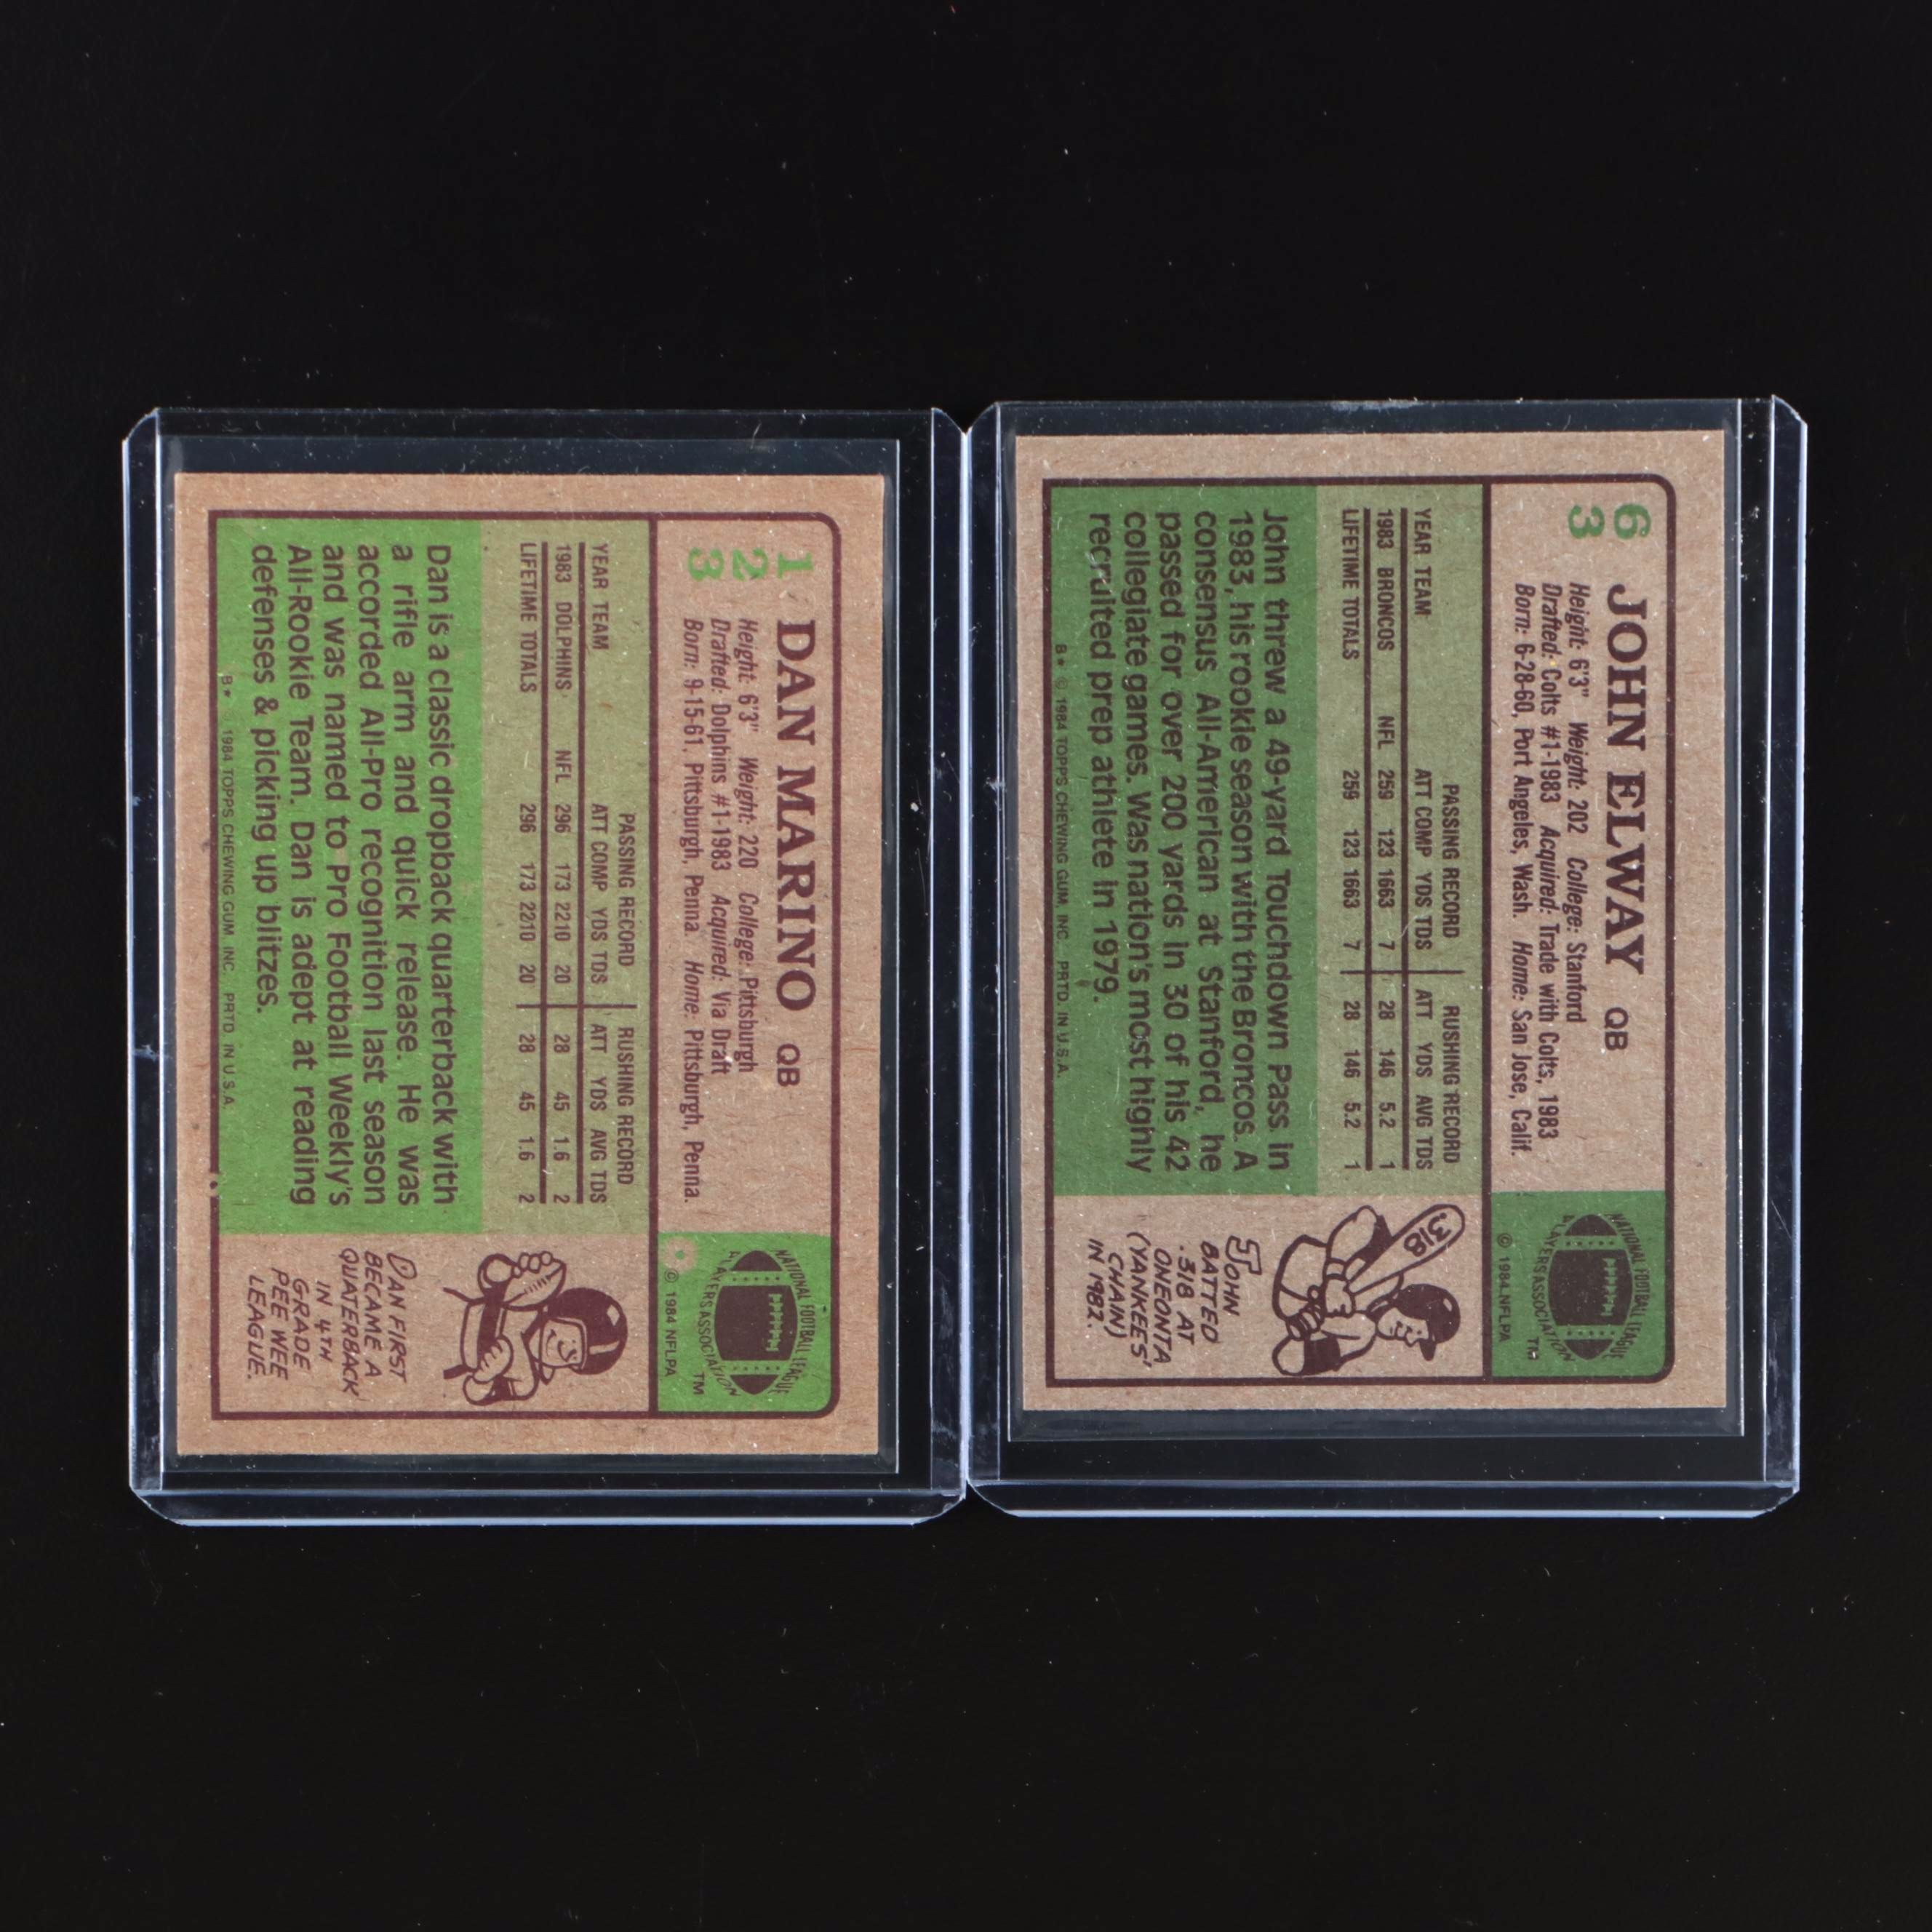 1
2
3
DAN MARINO QB
Height: 6'3" Weight: 220 College: Pittsburgh
Drafted: Dolphins #1-1983 Acquired: Via Draft
Born: 9-15-61, Pittsburgh, Penna. Home: Pittsburgh, Penna.
NATIONAL FOOTBALL LEAGUE
PLAYERS ASSOCIATION TM
© 1984 NFLPA
PASSING RECORD RUSHING RECORD
YEAR TEAM ATT COMP YDS TDS ATT YDS AVG TDS
1983 DOLPHINS NFL 296 173 2210 20 28 45 1.6 2
LIFETIME TOTALS 296 173 2210 20 28 45 1.6 2
Dan is a classic dropback quarterback with
a rifle arm and quick release. He was
accorded All-Pro recognition last season
and was named to Pro Football Weekly's
All-Rookie Team. Dan is adept at reading
defenses & picking up blitzes.
B* 1984 TOPPS CHEWING GUM, INC. PRTD. IN U.S.A.
DAN FIRST
BECAME A
QUATERBACK
IN 4TH
GRADE
PEE WEE
LEAGUE.
6
3
JOHN ELWAY QB
Height: 6'3" Weight: 202 College: Stanford
Drafted: Colts #1-1983 Acquired: Trade with Colts, 1983
Born: 6-28-60, Port Angeles, Wash. Home: San Jose, Calif.
NATIONAL FOOTBALL LEAGUE
PLAYERS ASSOCIATION TM
© 1984 NFLPA
PASSING RECORD RUSHING RECORD
YEAR TEAM ATT COMP YDS TDS ATT YDS AVG TDS
1983 BRONCOS NFL 259 123 1663 7 28 146 5.2 1
LIFETIME TOTALS 259 123 1663 7 28 146 5.2 1
John threw a 49-yard Touchdown Pass in
1983, his rookie season with the Broncos. A
consensus All-American at Stanford, he
passed for over 200 yards in 30 of his 42
collegiate games. Was nation's most highly
recruited prep athlete in 1979.
B* © 1984 TOPPS CHEWING GUM, INC. PRTD. IN U.S.A.
318
JOHN
BATTED
.318 AT
ONEONTA
(YANKEES'
CHAIN)
IN 1982.